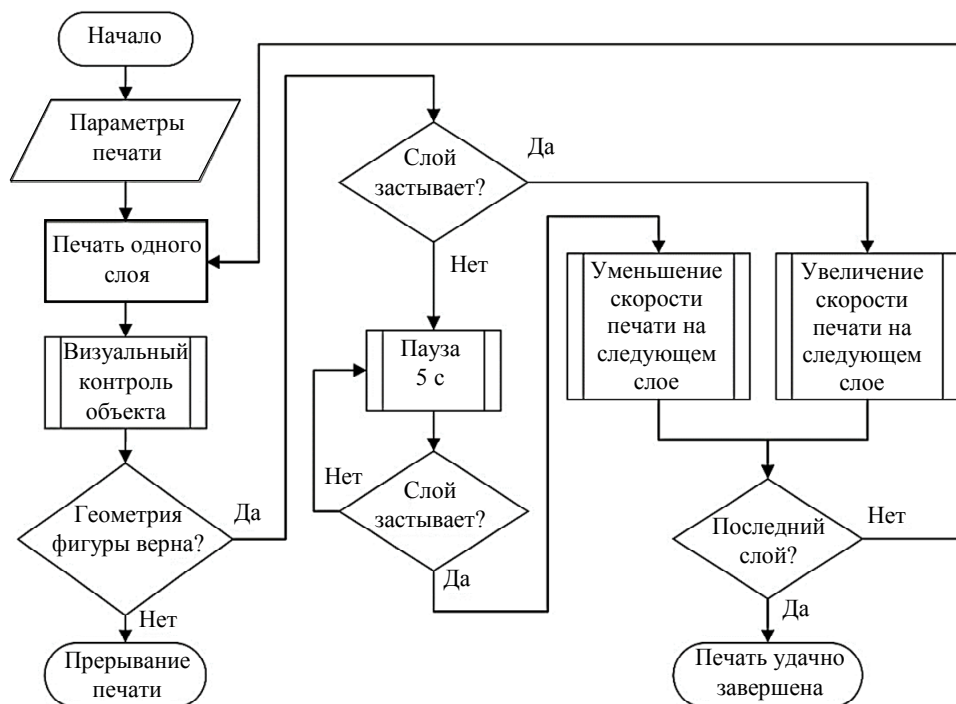 Начало
Параметры
печати
Печать одного
слоя
Визуальный
контроль
объекта
Геометрия
фигуры верна?
Да
Нет
Прерывание
печати
Слой
застывает?
Да
Нет
Пауза
5 с
Слой
застывает?
Нет
Да
Уменьшение
скорости
печати на
следующем
слое
Увеличение
скорости
печати на
следующем
слое
Последний
слой?
Нет
Да
Печать удачно
завершена